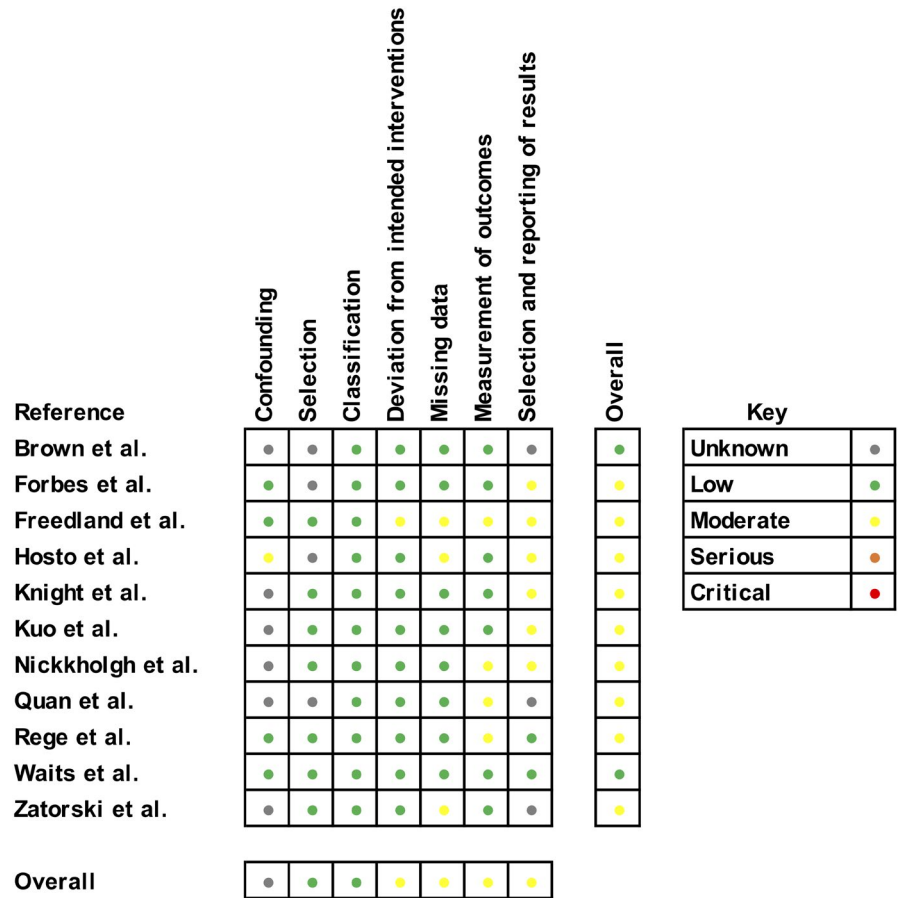 Confounding
Selection
Classification
Deviation from intended interventions
Missing data
Measurement of outcomes
Selection and reporting of results
Overall
Reference
Key
Brown et al.
Unknown
Forbes et al.
Low
Freedland et al.
Moderate
Hosto et al.
Serious
Knight et al.
Critical
Kuo et al.
Nickkholgh et al.
Quan et al.
Rege et al.
Waits et al.
Zatorski et al.
Overall